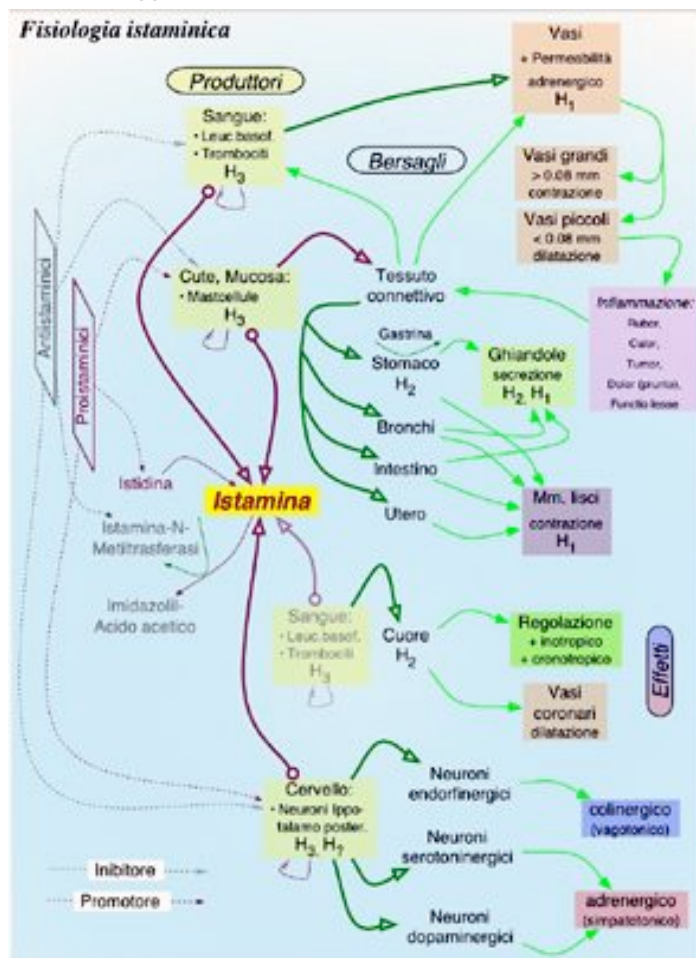 Fisiologia istaminica
Produttori
Sangue:
• Leuc.basof.
• Trombociti
H3
Vasi
+ Permeabilità
adrenergico
H1
Bersagli
Vasi grandi
> 0.08 mm
contrazione
Vasi piccoli
< 0.08 mm
dilatazione
Antiistaminici
Proistaminici
Cute, Mucosa:
• Mastcellule
H3
Tessuto
connettivo
Infiammazione:
Rubor,
Calor,
Tumor,
Dolor (prurito),
Functio lesae
Gastrina
Stomaco
H2
Ghiandole
secrezione
H2, H1
Bronchi
Intestino
Utero
Mm. lisci
contrazione
H1
Istidina
Istamina
Istamina-N-
Metiltrasferasi
Imidazolil-
Acido acetico
Sangue:
• Leuc.basof.
• Trombociti
H3
Cuore
H2
Regolazione
+ inotropico
+ cronotropico
Vasi
coronari
dilatazione
Effetti
Cervello:
• Neuroni Ippo-
talamo poster.
H3, H?
Neuroni
endorfinergici
Neuroni
serotoninergici
Neuroni
dopaminergici
colinergico
(vagotonico)
adrenergico
(simpatotonico)
Inibitore
Promotore